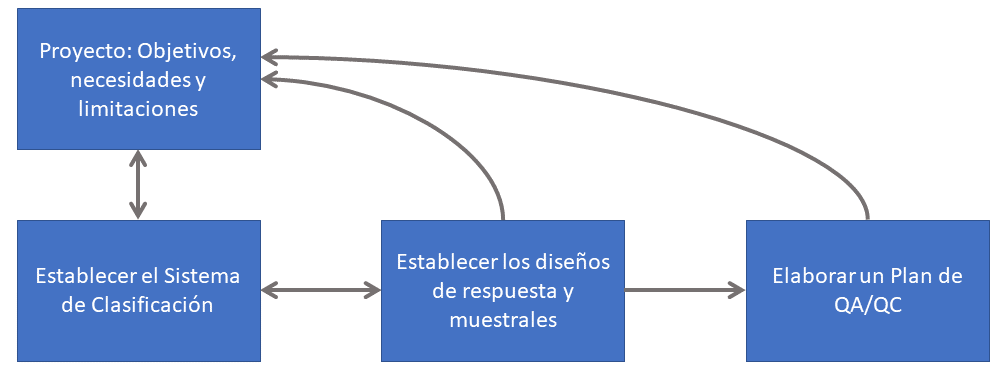 Proyecto: Objetivos,
necesidades y
limitaciones
Establecer el Sistema
de Clasificación
Establecer los diseños
de respuesta y
muestrales
Elaborar un Plan de
QA/QC